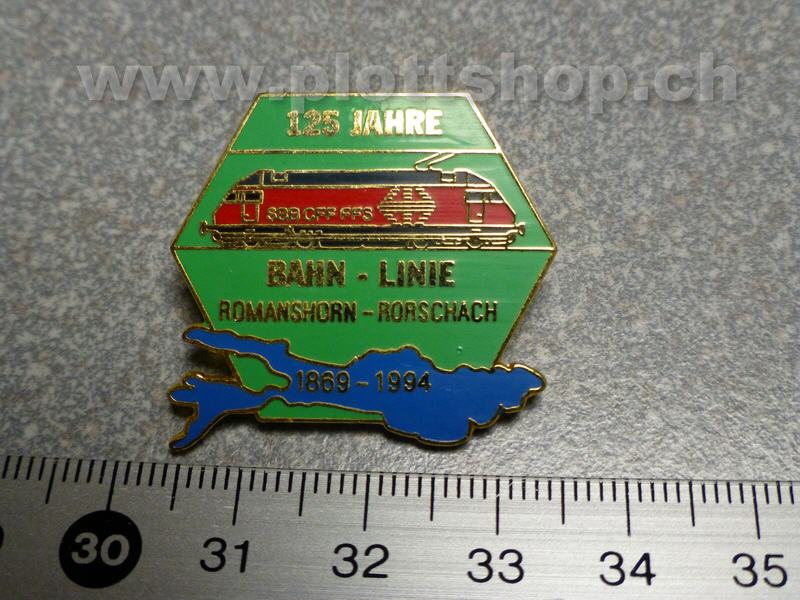 www.plottshop.ch
125 JAHRE
SBB CFF FFS
BAHN - LINIE
ROMANSHORN - RORSCHACH
1869 - 1994
30 31 32 33 34 35